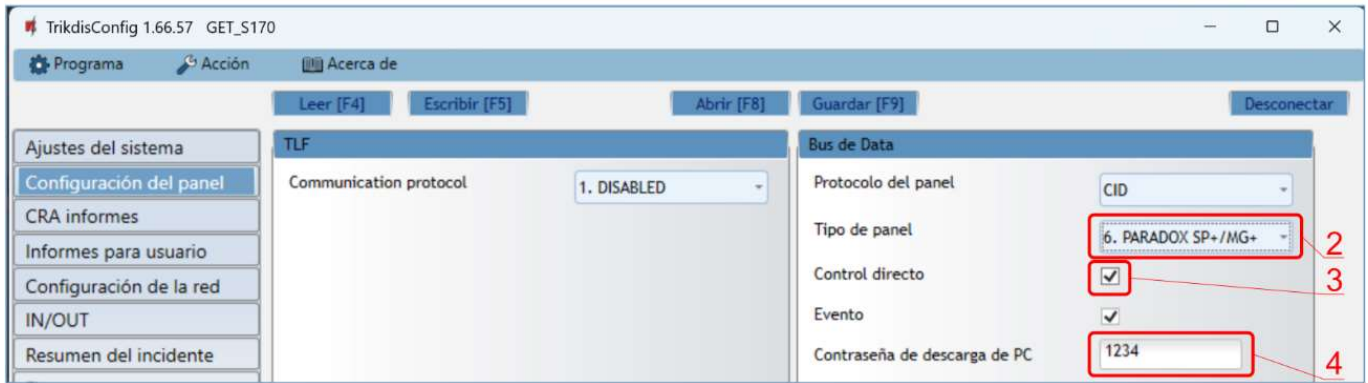 TrikdisConfig 1.66.57 GET_S170
Programa Acción Acerca de
Leer [F4] Escribir [F5] Abrir [F8] Guardar [F9] Desconectar
Ajustes del sistema
Configuración del panel
CRA informes
Informes para usuario
Configuración de la red
IN/OUT
Resumen del incidente
TLF
Communication protocol 1. DISABLED
Bus de Data
Protocolo del panel CID
Tipo de panel 6. PARADOX SP+/MG+ 2
Control directo 3
Evento
Contraseña de descarga de PC 1234 4